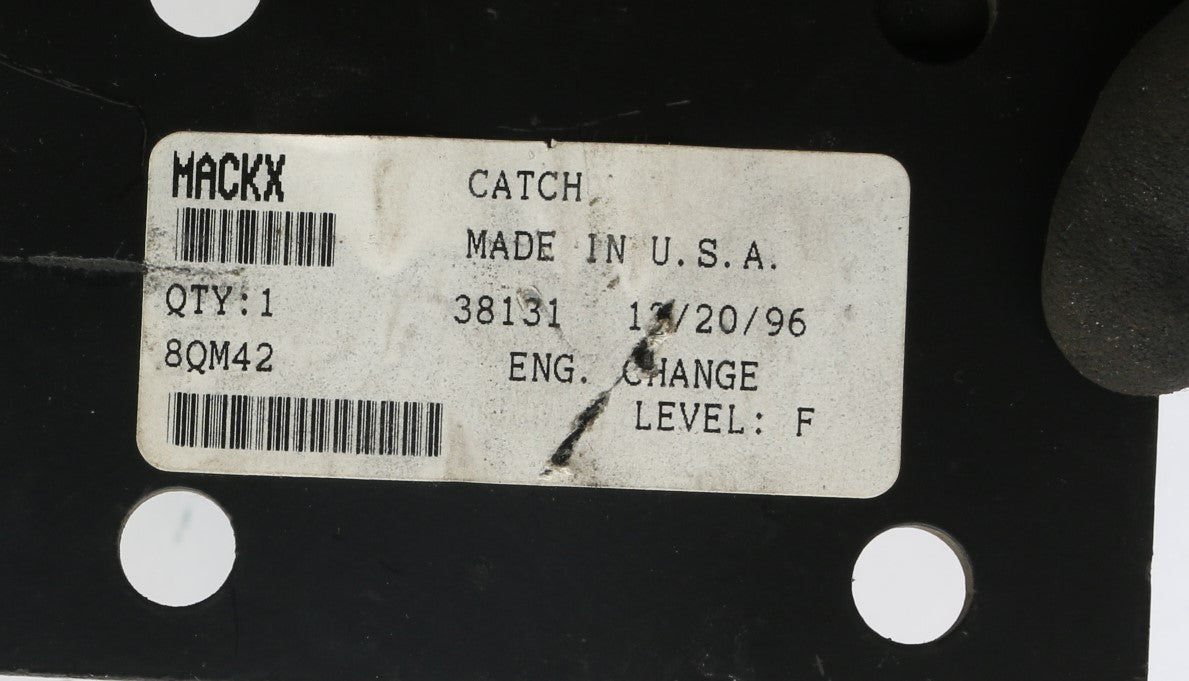 MACKX
CATCH
MADE IN U.S.A.
QTY:1
38131
8QM42
ENG. CHANGE
LEVEL: F